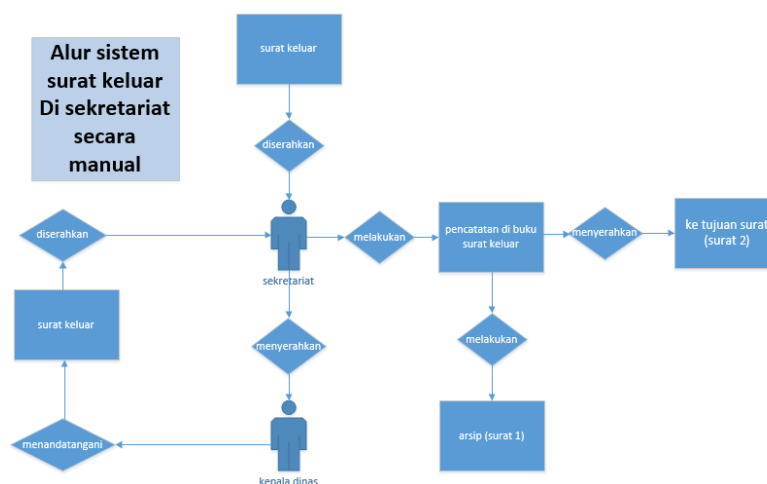 Alur sistem
surat keluar
Di sekretariat
secara
manual
surat keluar
diserahkan
diserahkan
sekretariat
melakukan
pencatatan di buku
surat keluar
menyerahkan
ke tujuan surat
(surat 2)
surat keluar
menyerahkan
melakukan
menandatangani
kepala dinas
arsip (surat 1)